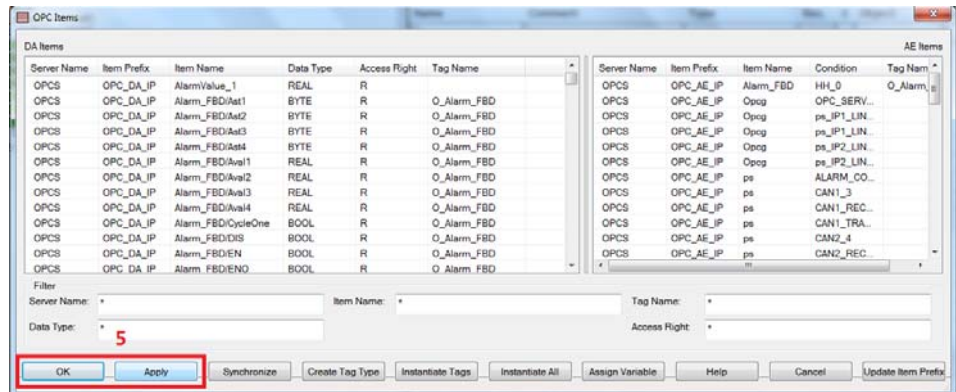 OPC Items
DA Items AE Items
Server Name Item Prefix Item Name Data Type Access Right Tag Name Server Name Item Prefix Item Name Condition Tag Nam
OPCS OPC_DA_IP AlarmValue_1 REAL R OPCS OPC_AE_IP Alarm_FBD HH_0 O_Alarm_
OPCS OPC_DA_IP Alarm_FBD/Ast1 BYTE R O_Alarm_FBD OPCS OPC_AE_IP Opcg OPC_SERV...
OPCS OPC_DA_IP Alarm_FBD/Ast2 BYTE R O_Alarm_FBD OPCS OPC_AE_IP Opcg ps_IP1_LIN...
OPCS OPC_DA_IP Alarm_FBD/Ast3 BYTE R O_Alarm_FBD OPCS OPC_AE_IP Opcg ps_IP1_LIN...
OPCS OPC_DA_IP Alarm_FBD/Ast4 BYTE R O_Alarm_FBD OPCS OPC_AE_IP Opcg ps_IP2_LIN...
OPCS OPC_DA_IP Alarm_FBD/Aval1 REAL R O_Alarm_FBD OPCS OPC_AE_IP Opcg ps_IP2_LIN...
OPCS OPC_DA_IP Alarm_FBD/Aval2 REAL R O_Alarm_FBD OPCS OPC_AE_IP ps ALARM_CO...
OPCS OPC_DA_IP Alarm_FBD/Aval3 REAL R O_Alarm_FBD OPCS OPC_AE_IP ps CAN1_3
OPCS OPC_DA_IP Alarm_FBD/Aval4 REAL R O_Alarm_FBD OPCS OPC_AE_IP ps CAN1_REC...
OPCS OPC_DA_IP Alarm_FBD/CycleOne BOOL R O_Alarm_FBD OPCS OPC_AE_IP ps CAN1_TRA...
OPCS OPC_DA_IP Alarm_FBD/DIS BOOL R O_Alarm_FBD OPCS OPC_AE_IP ps CAN2_4
OPCS OPC_DA_IP Alarm_FBD/EN BOOL R O_Alarm_FBD OPCS OPC_AE_IP ps CAN2_REC...
OPCS OPC_DA_IP Alarm_FBD/ENO BOOL R O_Alarm_FBD
Filter
Server Name: * Item Name: * Tag Name: *
Data Type: * Access Right: *
5
OK Apply Synchronize Create Tag Type Instantiate Tags Instantiate All Assign Variable Help Cancel Update Item Prefix